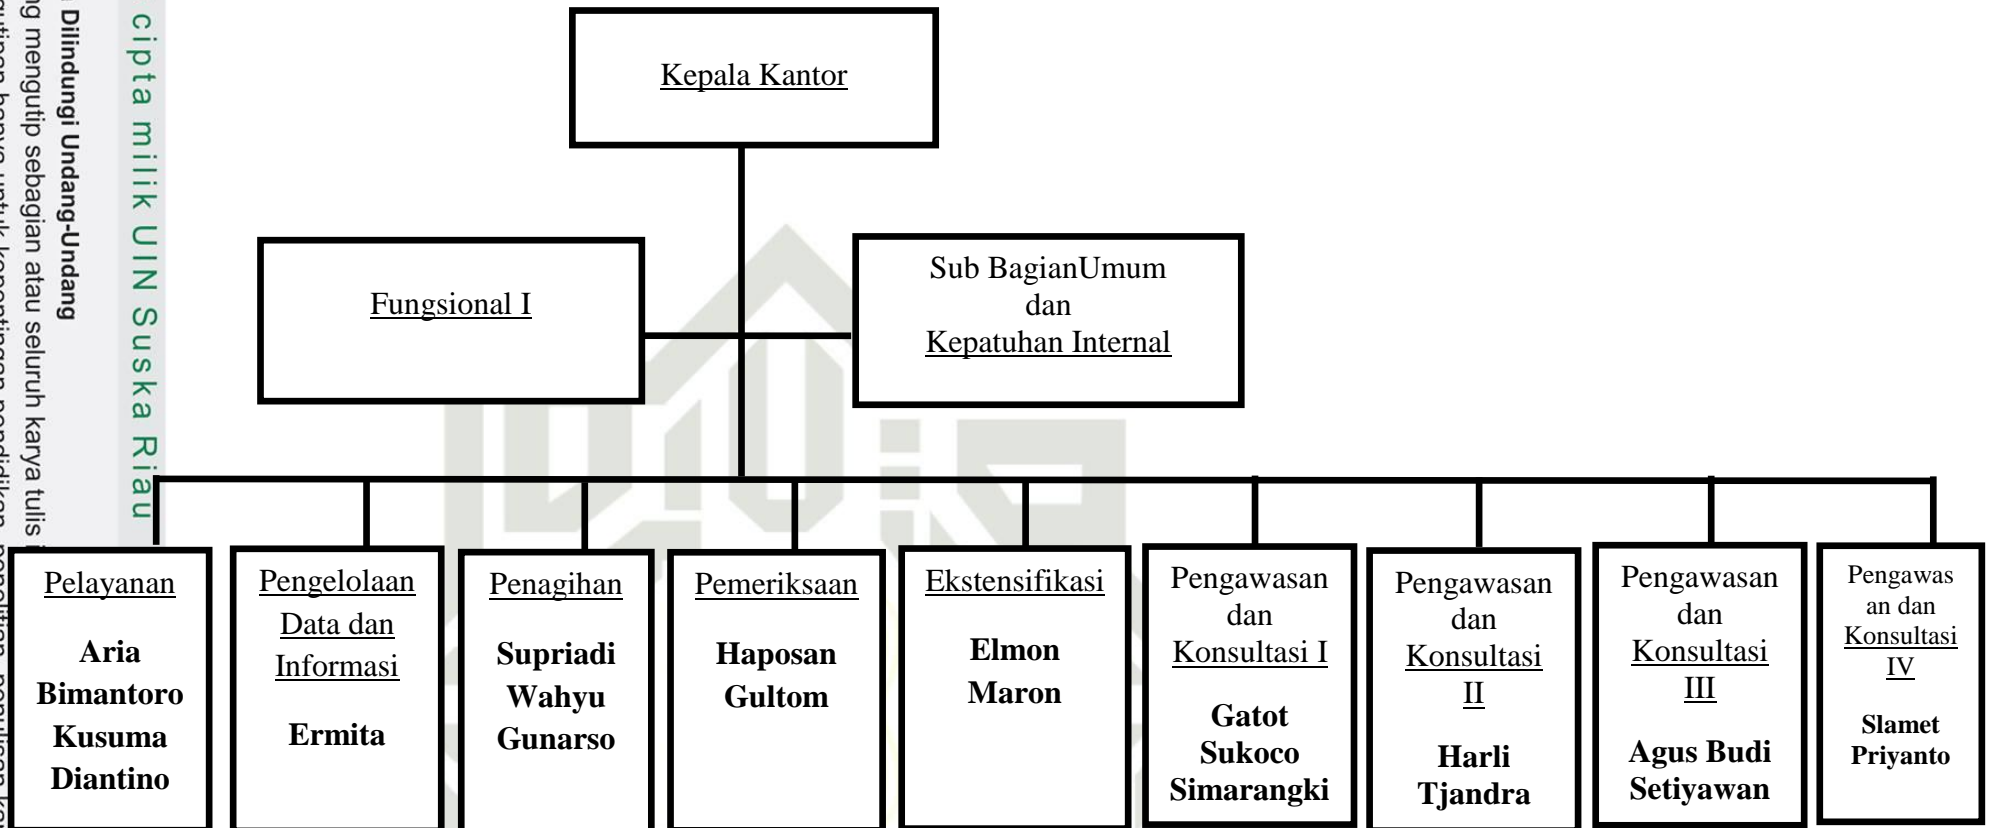 cipta milik UIN Suska Riau
Dilindungi Undang-Undang
mengutip sebagian atau seluruh karya tulis
Kepala Kantor
Fungsional I
Sub BagianUmum
dan
Kepatuhan Internal
Pelayanan
Aria
Bimantoro
Kusuma
Diantino
Pengelolaan
Data dan
Informasi
Ermita
Penagihan
Supriadi
Wahyu
Gunarso
Pemeriksaan
Haposan
Gultom
Ekstensifikasi
Elmon
Maron
Pengawasan
dan
Konsultasi I
Gatot
Sukoco
Simarangki
Pengawasan
dan
Konsultasi
II
Harli
Tjandra
Pengawasan
dan
Konsultasi
III
Agus Budi
Setiyawan
Pengawas
an dan
Konsultasi
IV
Slamet
Priyanto